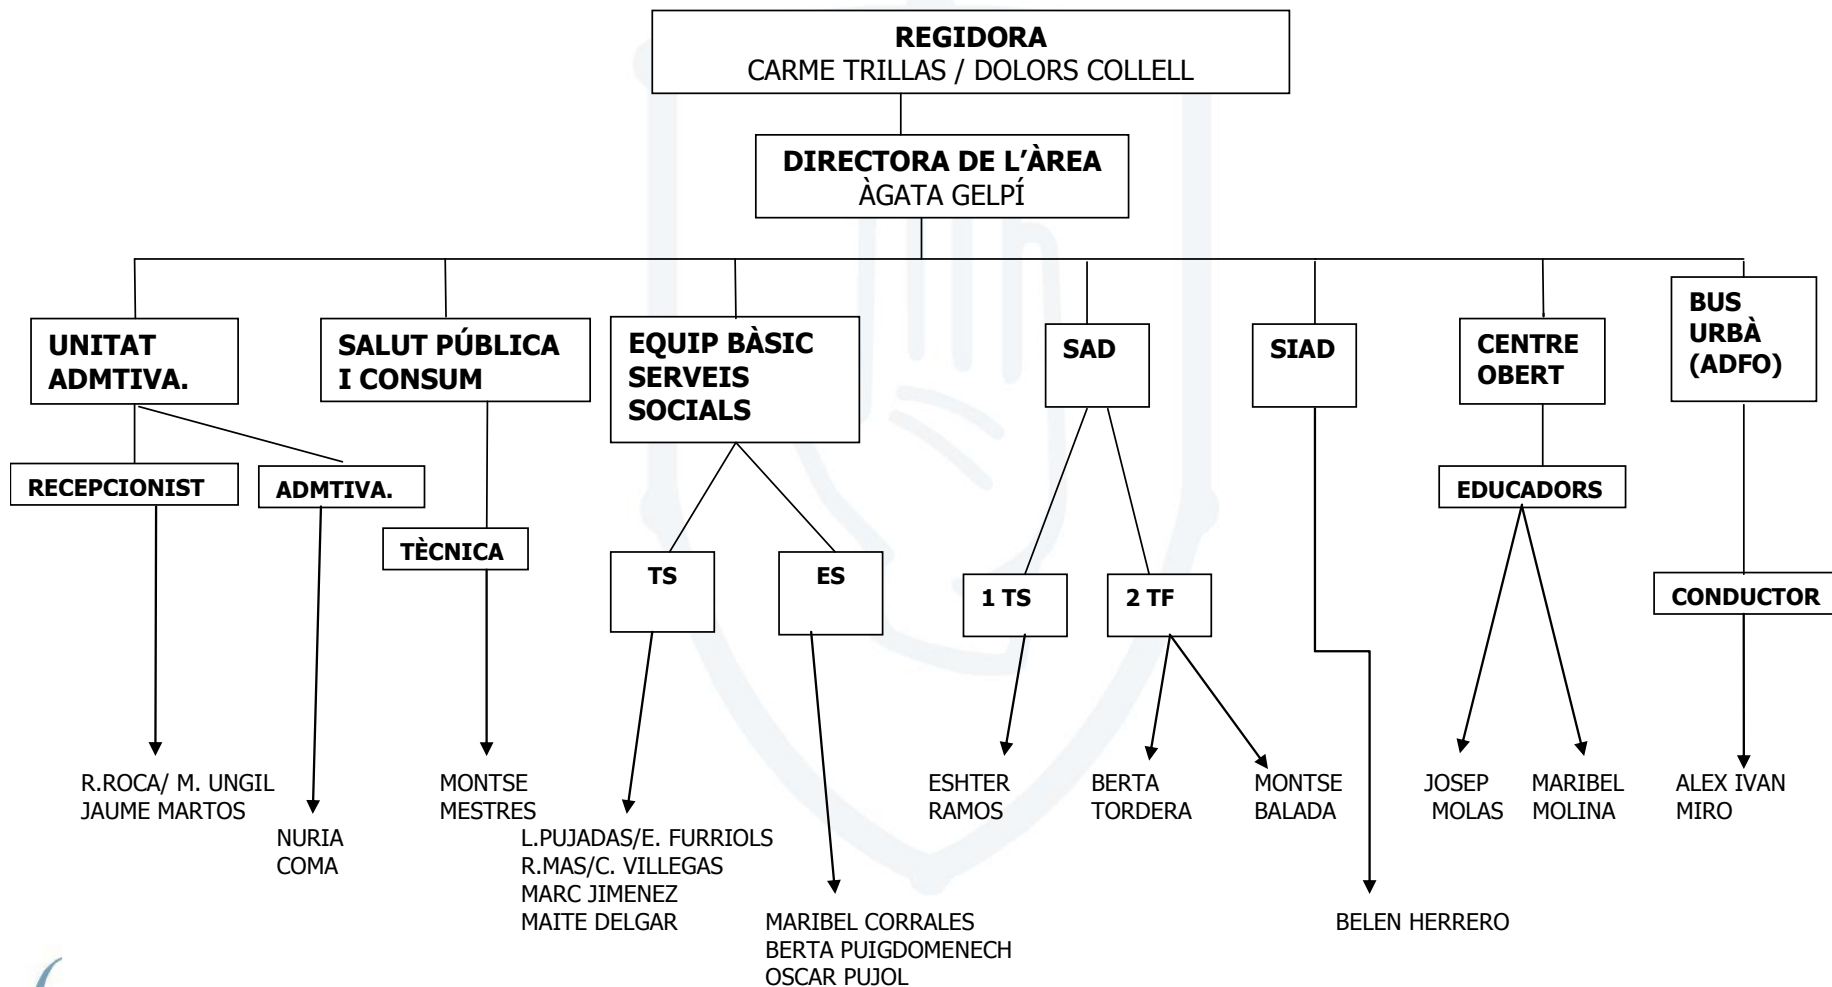 REGIDORA
CARME TRILLAS / DOLORS COLLELL
DIRECTORA DE L'ÀREA
ÀGATA GELPÍ
UNITAT
ADMTIVA.
SALUT PÚBLICA
I CONSUM
EQUIP BÀSIC
SERVEIS
SOCIALS
SAD
SIAD
CENTRE
OBERT
BUS
URBÀ
(ADFO)
RECEPCIONIST
ADMTIVA.
TÈCNICA
TS
ES
1 TS
2 TF
EDUCADORS
CONDUCTOR
R.ROCA/ M. UNGIL
JAUME MARTOS
NURIA
COMA
MONTSE
MESTRES
L.PUJADAS/E. FURRIOLS
R.MAS/C. VILLEGAS
MARC JIMENEZ
MAITE DELGAR
MARIBEL CORRALES
BERTA PUIGDOMENECH
OSCAR PUJOL
ESHTER
RAMOS
BERTA
TORDERA
MONTSE
BALADA
BELEN HERRERO
JOSEP
MOLAS
MARIBEL
MOLINA
ALEX IVAN
MIRO